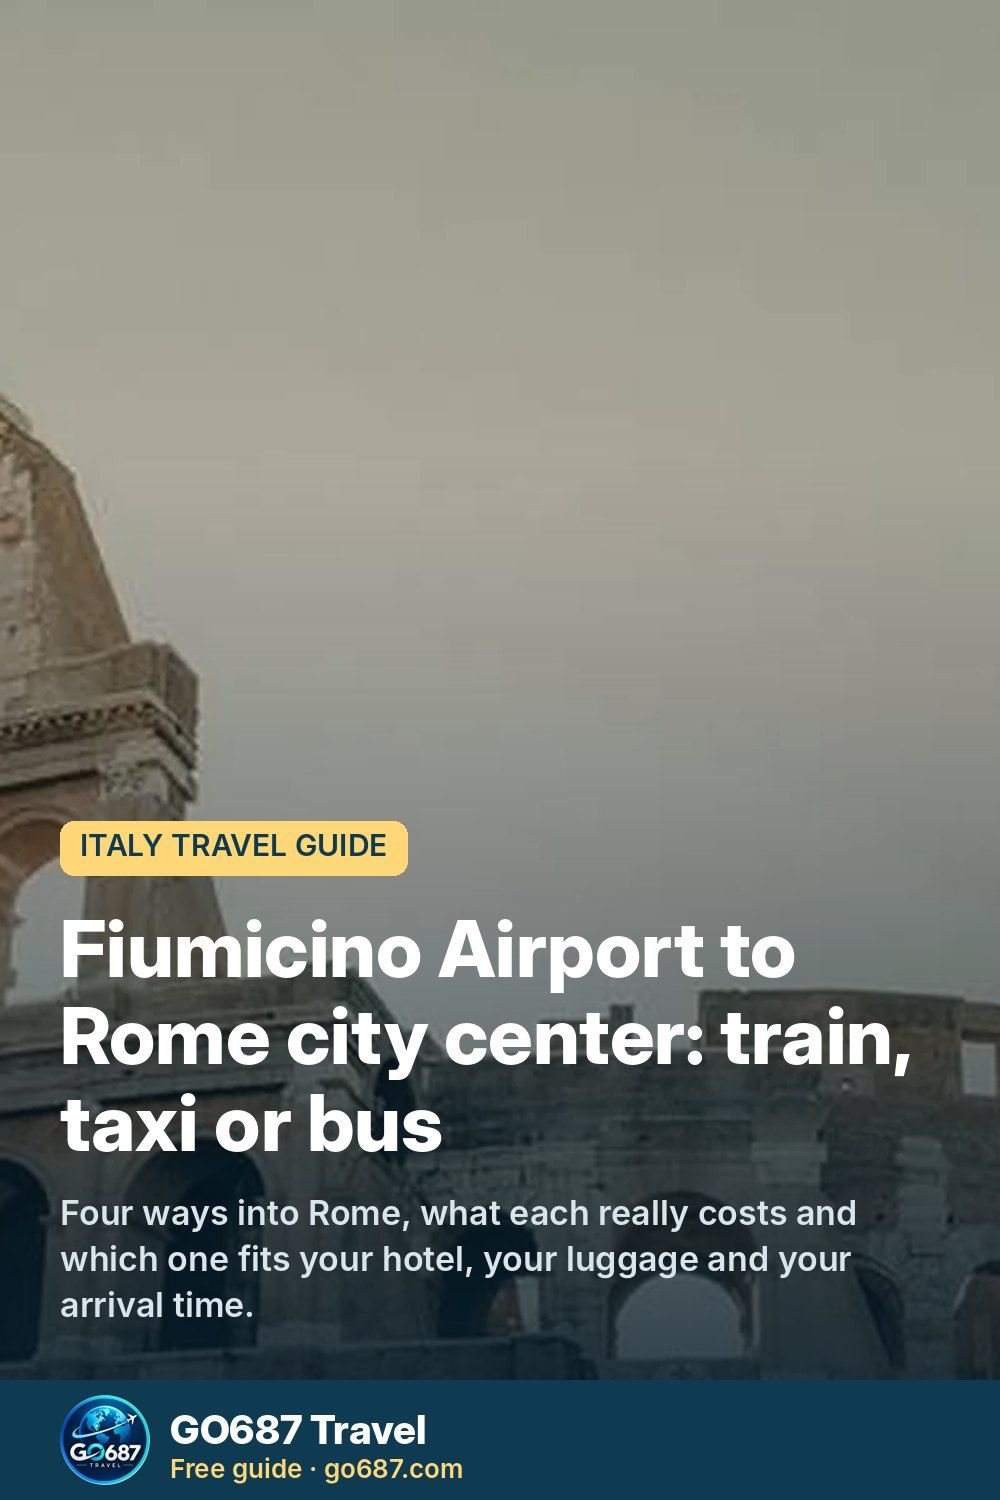 ITALY TRAVEL GUIDE
Fiumicino Airport to
Rome city center: train,
taxi or bus
Four ways into Rome, what each really costs and
which one fits your hotel, your luggage and your
arrival time.
GO687
TRAVEL
GO687 Travel
Free guide · go687.com